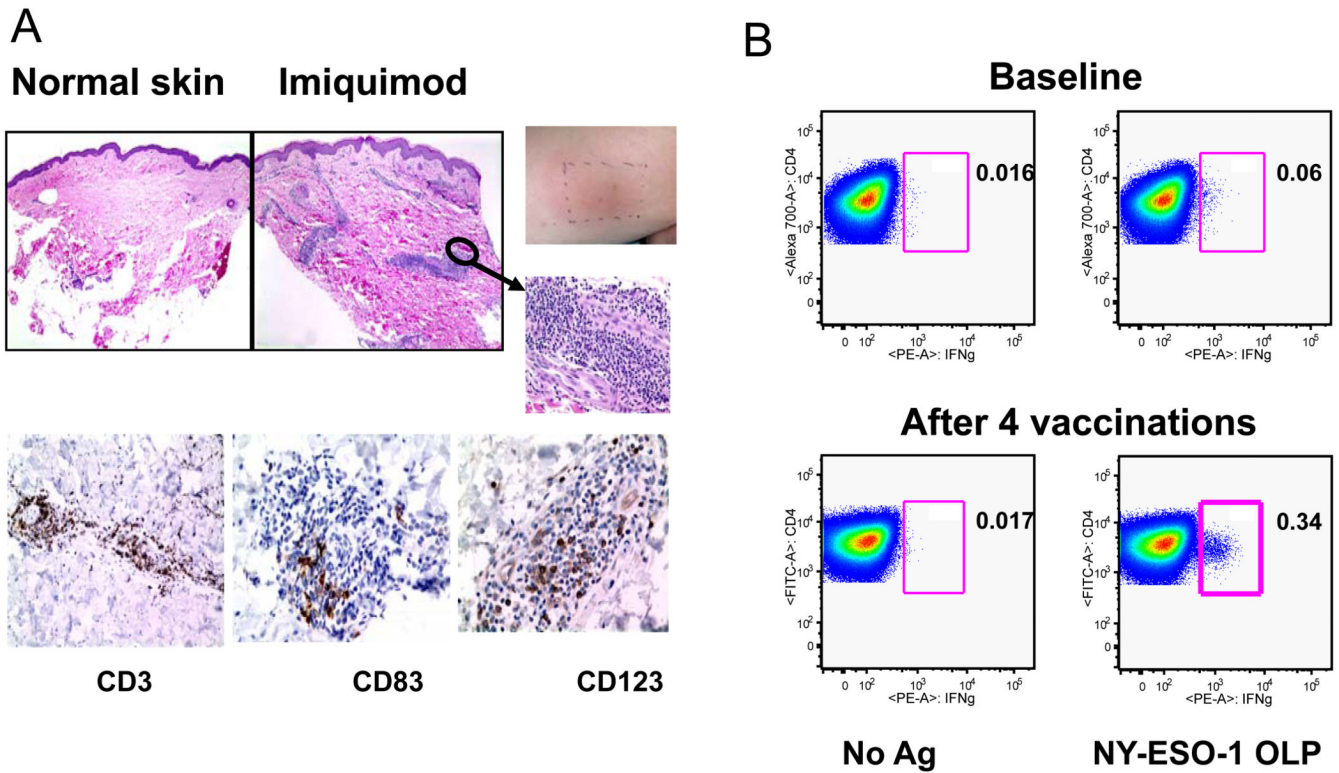 A
Normal skin
Imiquimod
CD3
CD83
CD123
B
Baseline
10⁵
10⁴
10³
10²
0
<Alexa 700-A>: CD4
0.016
0 10² 10³ 10⁴ 10⁵
<PE-A>: IFNg
10⁵
10⁴
10³
10²
0
<Alexa 700-A>: CD4
0.06
0 10² 10³ 10⁴ 10⁵
<PE-A>: IFNg
After 4 vaccinations
10⁵
10⁴
10³
10²
0
<FITC-A>: CD4
0.017
0 10² 10³ 10⁴ 10⁵
<PE-A>: IFNg
10⁵
10⁴
10³
10²
0
<FITC-A>: CD4
0.34
0 10² 10³ 10⁴ 10⁵
<PE-A>: IFNg
No Ag
NY-ESO-1 OLP